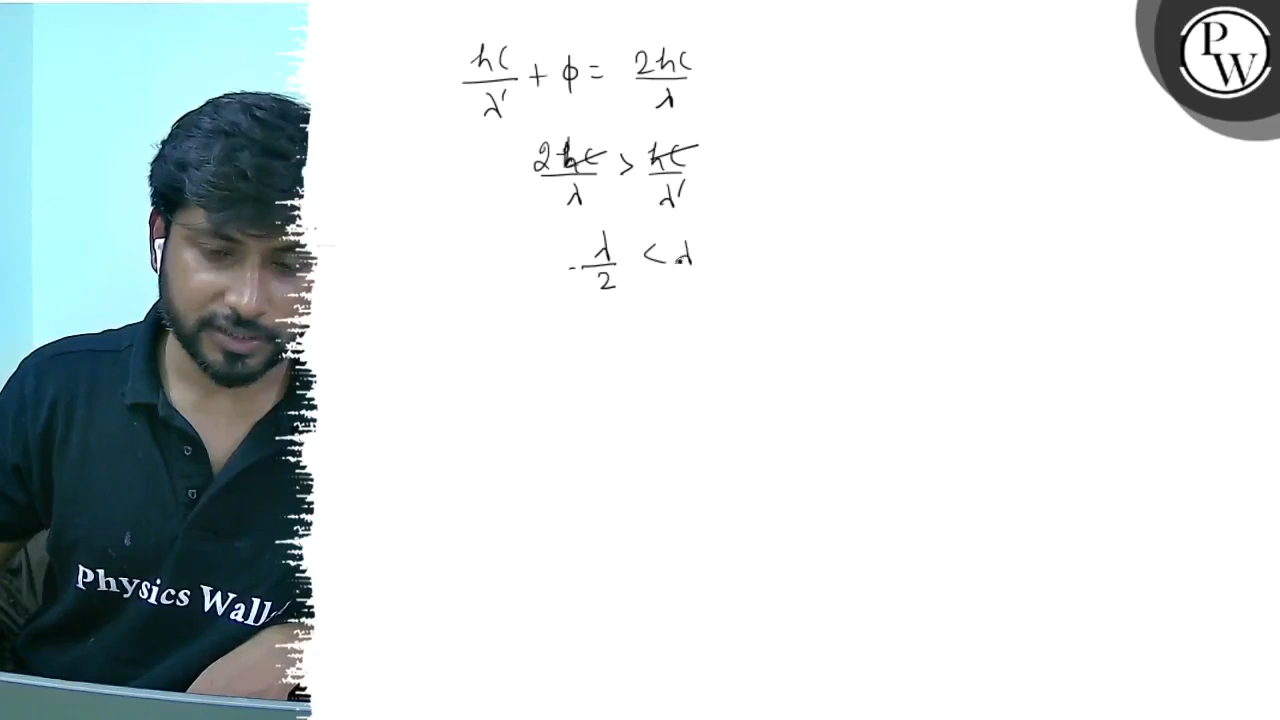 hc/λ' + φ = 2hc/λ
2hc/λ > hc/λ'
λ/2 < λ
PW
Physics Wall